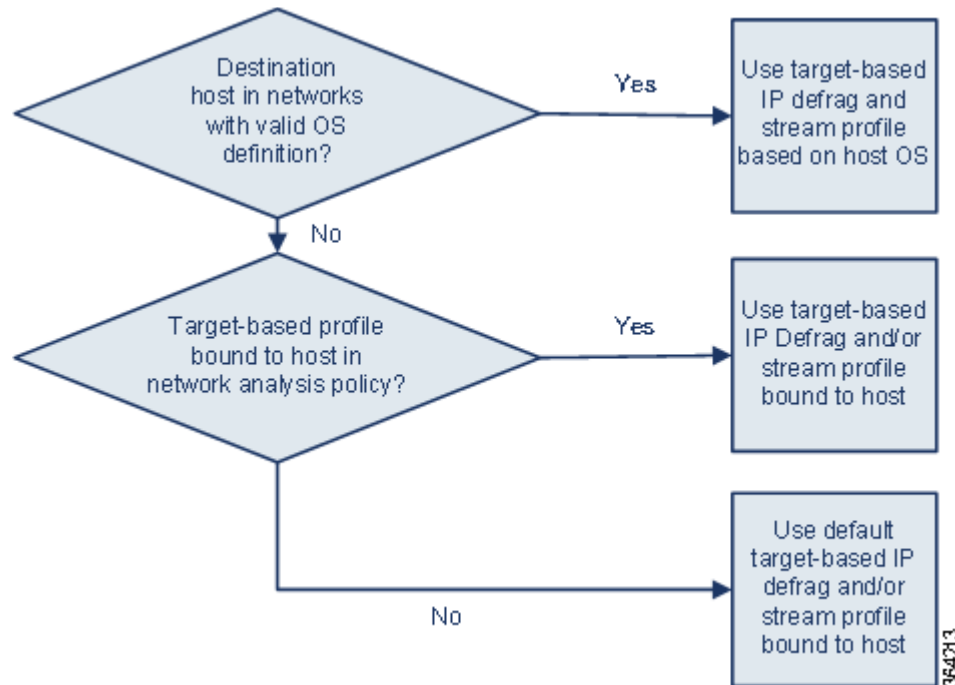 Destination
host in networks
with valid OS
definition?
Yes
Use target-based
IP defrag and
stream profile
based on host OS
No
Target-based profile
bound to host in
network analysis policy?
Yes
Use target-based
IP Defrag and/or
stream profile
bound to host
No
Use default
target-based IP
defrag and/or
stream profile
bound to host
364213